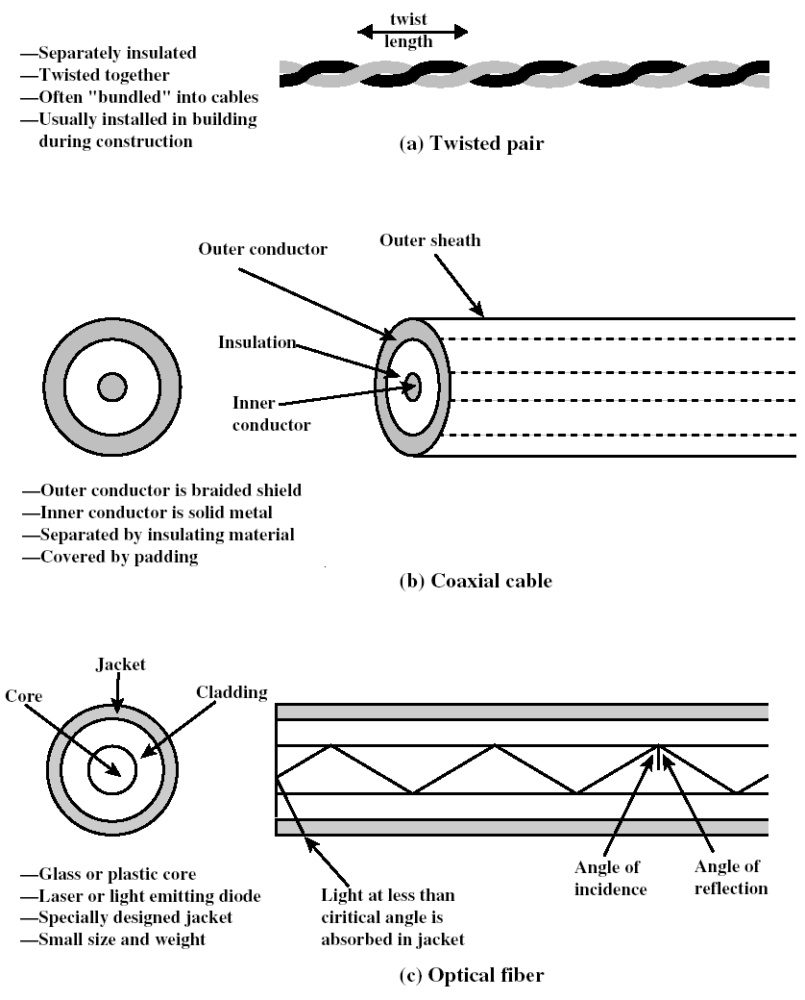 twist
length
—Separately insulated
—Twisted together
—Often "bundled" into cables
—Usually installed in building
during construction
(a) Twisted pair
Outer conductor
Outer sheath
Insulation
Inner
conductor
—Outer conductor is braided shield
—Inner conductor is solid metal
—Separated by insulating material
—Covered by padding
(b) Coaxial cable
Jacket
Core
Cladding
—Glass or plastic core
—Laser or light emitting diode
—Specially designed jacket
—Small size and weight
Light at less than
ciritical angle is
absorbed in jacket
Angle of
incidence
Angle of
reflection
(c) Optical fiber